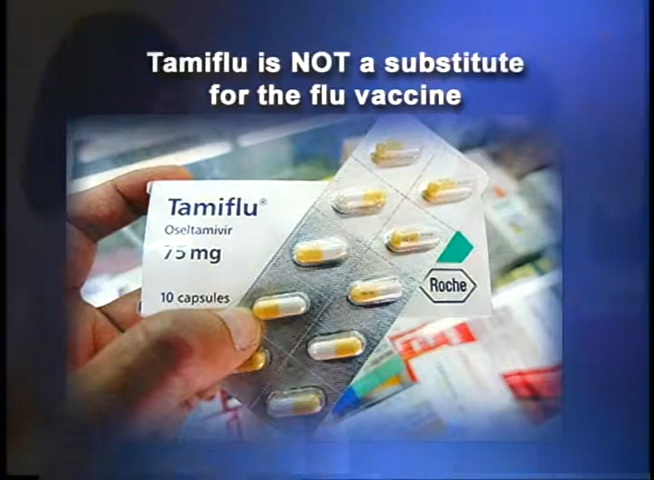 Tamiflu is NOT a substitute
for the flu vaccine
Tamiflu®
Oseltamivir
75 mg
10 capsules
Roche